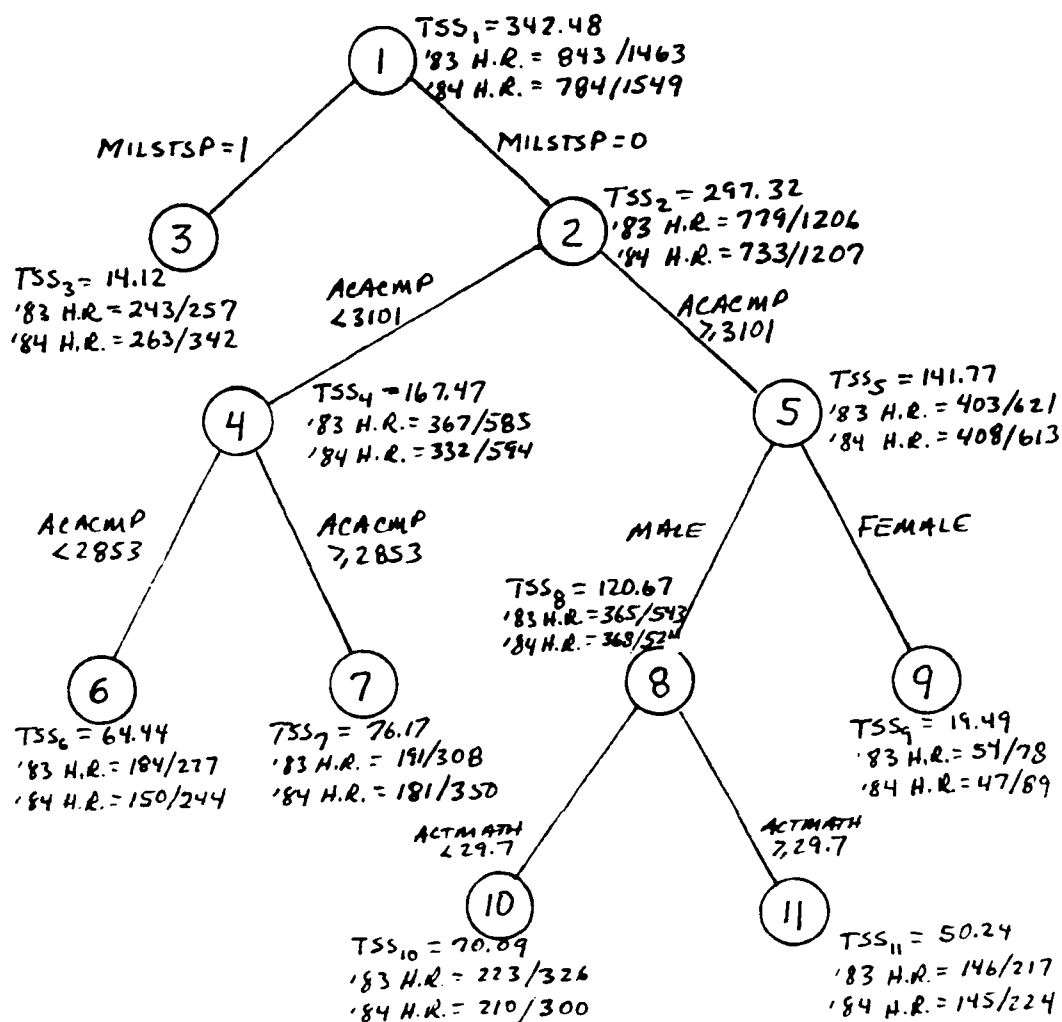 TSS₁ = 342.48
1
'83 H.R. = 843/1463
'84 H.R. = 784/1549
MILSTSP=1
MILSTSP=0
3
2
TSS₂ = 297.32
'83 H.R. = 779/1206
'84 H.R. = 733/1207
TSS₃ = 14.12
'83 H.R = 243/257
'84 H.R. = 263/342
ACACMP
<3101
ACACMP
≥3101
4
TSS₄ = 167.47
'83 H.R. = 367/585
'84 H.R. = 332/594
5
TSS₅ = 141.77
'83 H.R. = 403/621
'84 H.R. = 408/613
ACACMP
<2853
ACACMP
≥2853
MALE
FEMALE
6
TSS₆ = 64.44
'83 H.R. = 184/277
'84 H.R. = 150/244
7
TSS₇ = 76.17
'83 H.R. = 191/308
'84 H.R. = 181/350
TSS₈ = 120.67
'83 H.R. = 365/543
'84 H.R. =
8
9
TSS₉ = 19.49
'83 H.R. = 54/78
'84 H.R. = 47/89
ACTMATH
<29.7
ACTMATH
≥29.7
10
TSS₁₀ = 70.09
'83 H.R. = 223/326
'84 H.R. = 210/300
11
TSS₁₁ = 50.24
'83 H.R. = 146/217
'84 H.R. = 145/224